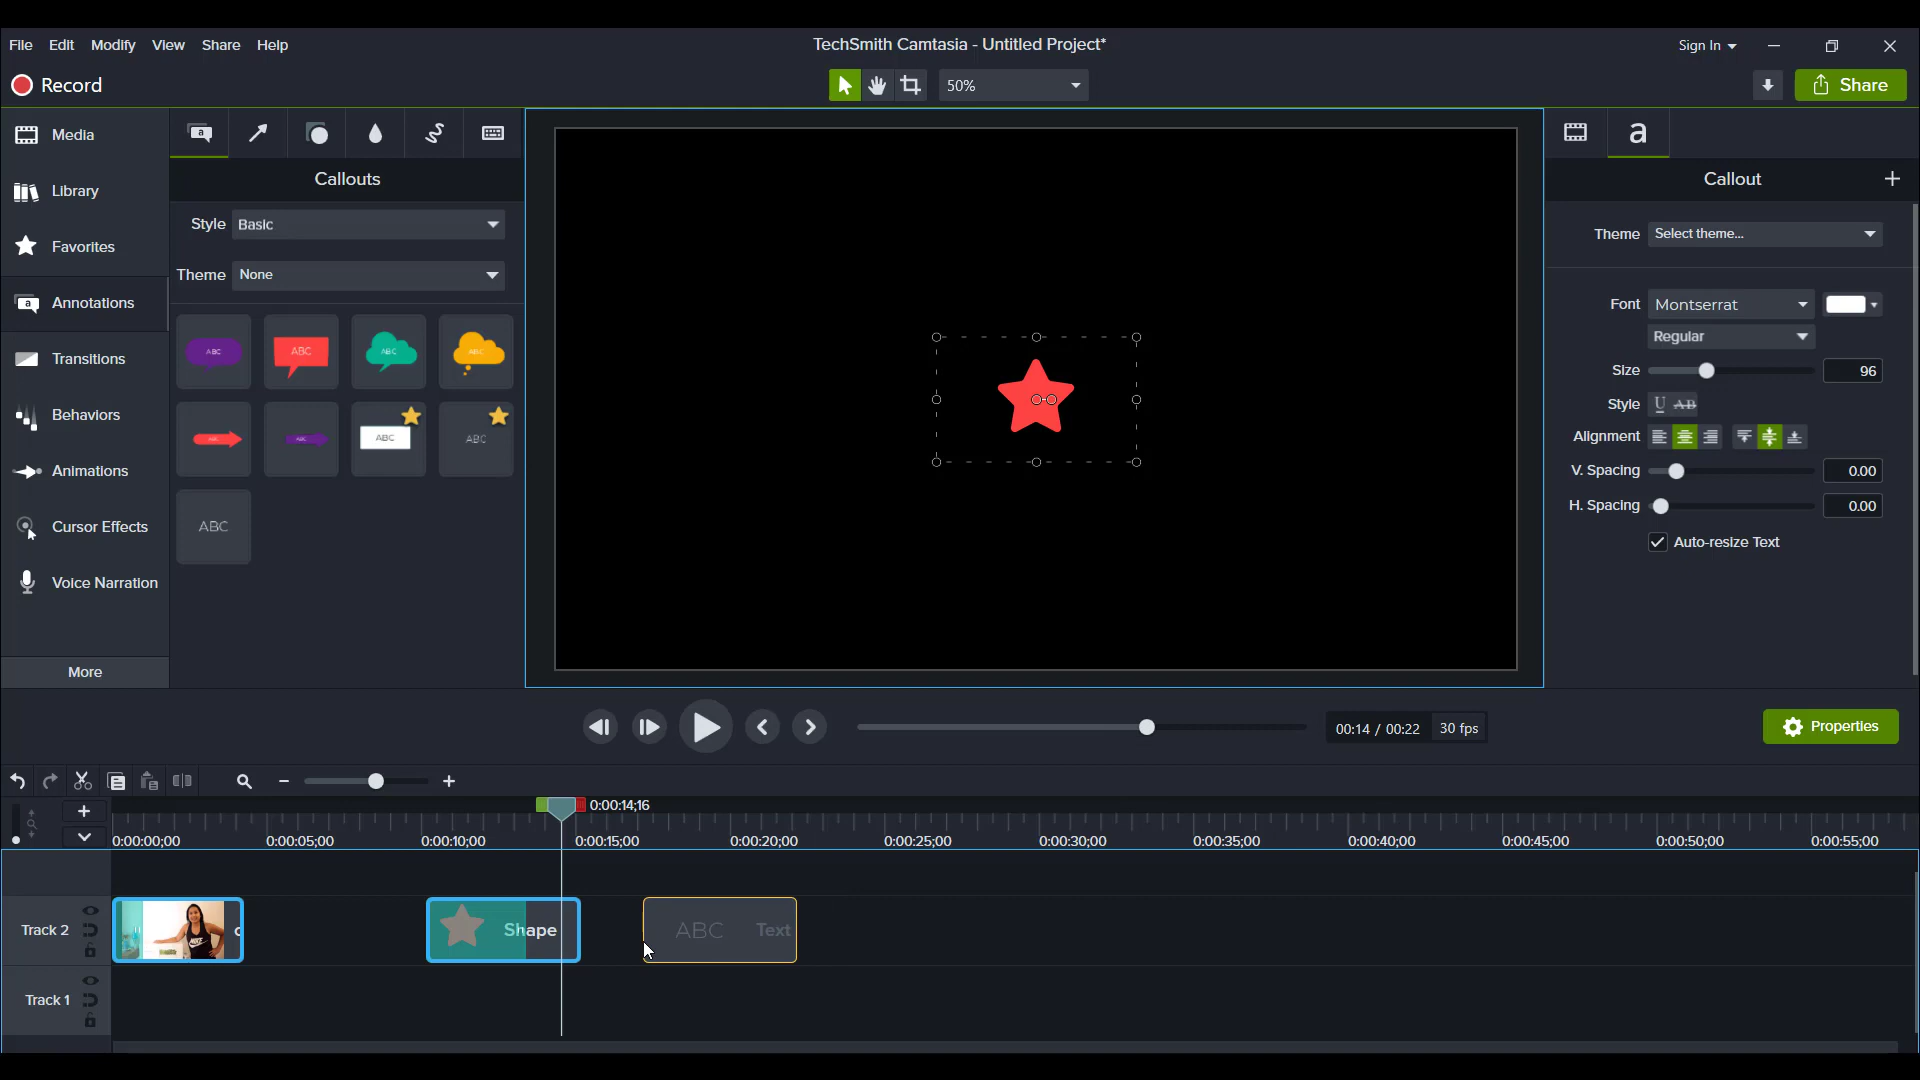 File Edit Modify View Share Help
TechSmith Camtasia - Untitled Project*
Sign In
Record
50%
Share
Media
Library
Favorites
Annotations
Transitions
Behaviors
Animations
Cursor Effects
Voice Narration
More
Callouts
Style Basic
Theme None
ABC ABC ABC ABC
ABC ABC ABC ABC
ABC
a
Callout
Theme Select theme...
Font Montserrat
Regular
Size 96
Style U AB
Alignment
V. Spacing 0.00
H. Spacing 0.00
Auto-resize Text
00:14 / 00:22 30 fps
Properties
0:00:14;16
0:00:00;00 0:00:05;00 0:00:10;00 0:00:15;00 0:00:20;00 0:00:25;00 0:00:30;00 0:00:35;00 0:00:40;00 0:00:45;00 0:00:50;00 0:00:55;00
Track 2
Shape
ABC Text
Track 1